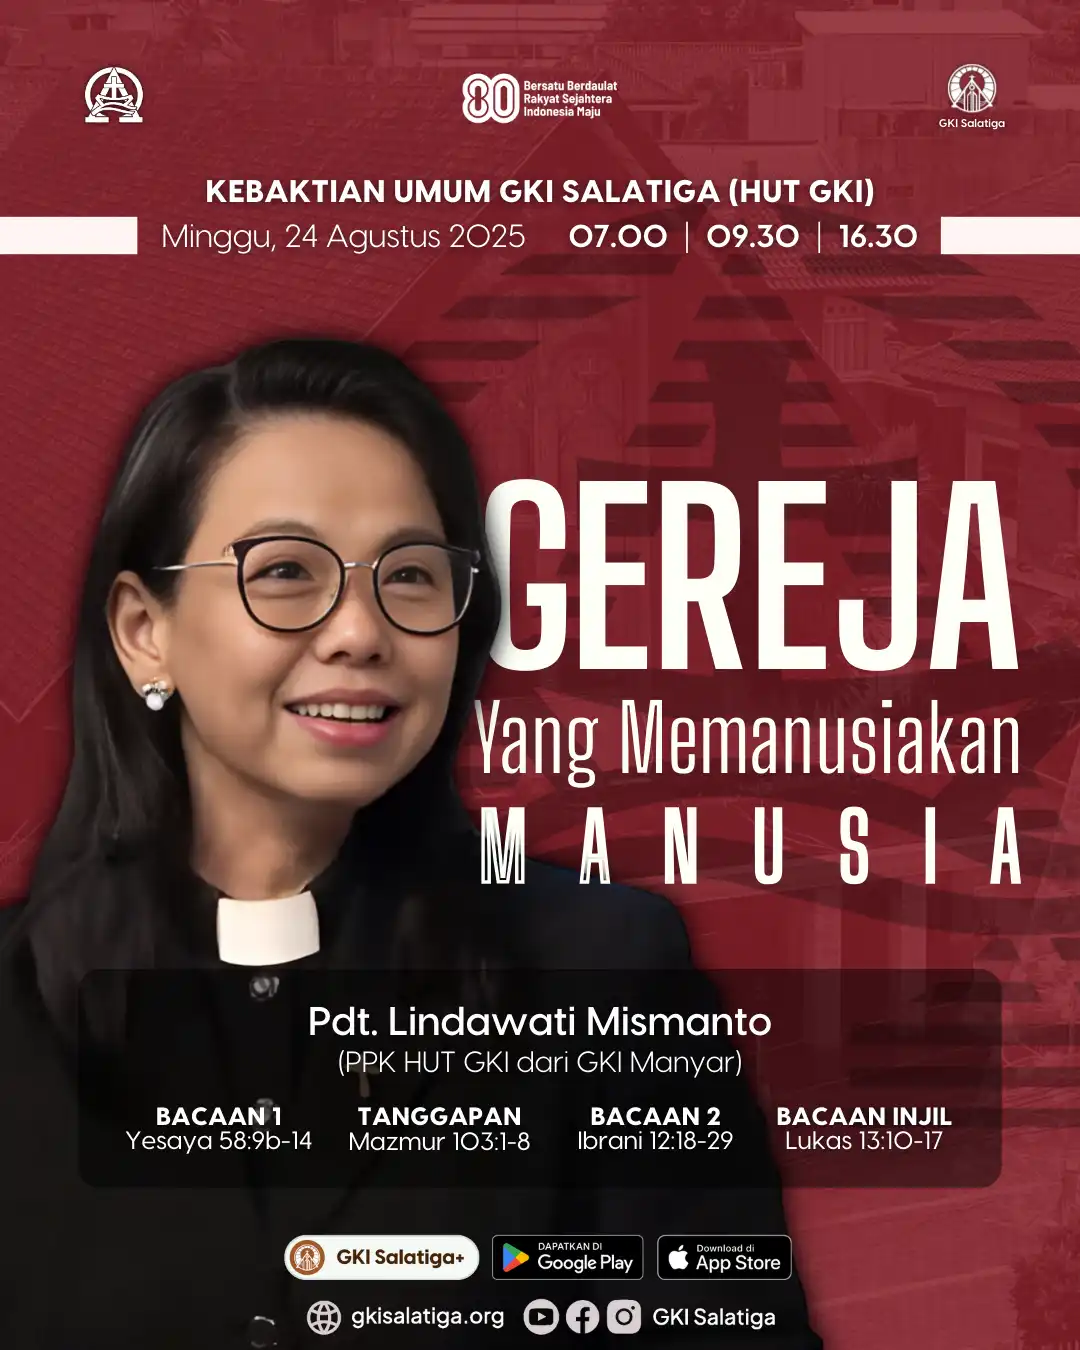 80 Bersatu Berdaulat
Rakyat Sejahtera
Indonesia Maju
GKI Salatiga
KEBAKTIAN UMUM GKI SALATIGA (HUT GKI)
Minggu, 24 Agustus 2025 07.00 | 09.30 | 16.30
GEREJA
Yang Memanusiakan
MANUSIA
Pdt. Lindawati Mismanto
(PPK HUT GKI dari GKI Manyar)
BACAAN 1 TANGGAPAN BACAAN 2 BACAAN INJIL
Yesaya 58:9b-14 Mazmur 103:1-8 Ibrani 12:18-29 Lukas 13:10-17
GKI Salatiga+ DAPATKAN DI Google Play Download di App Store
gkisalatiga.org GKI Salatiga